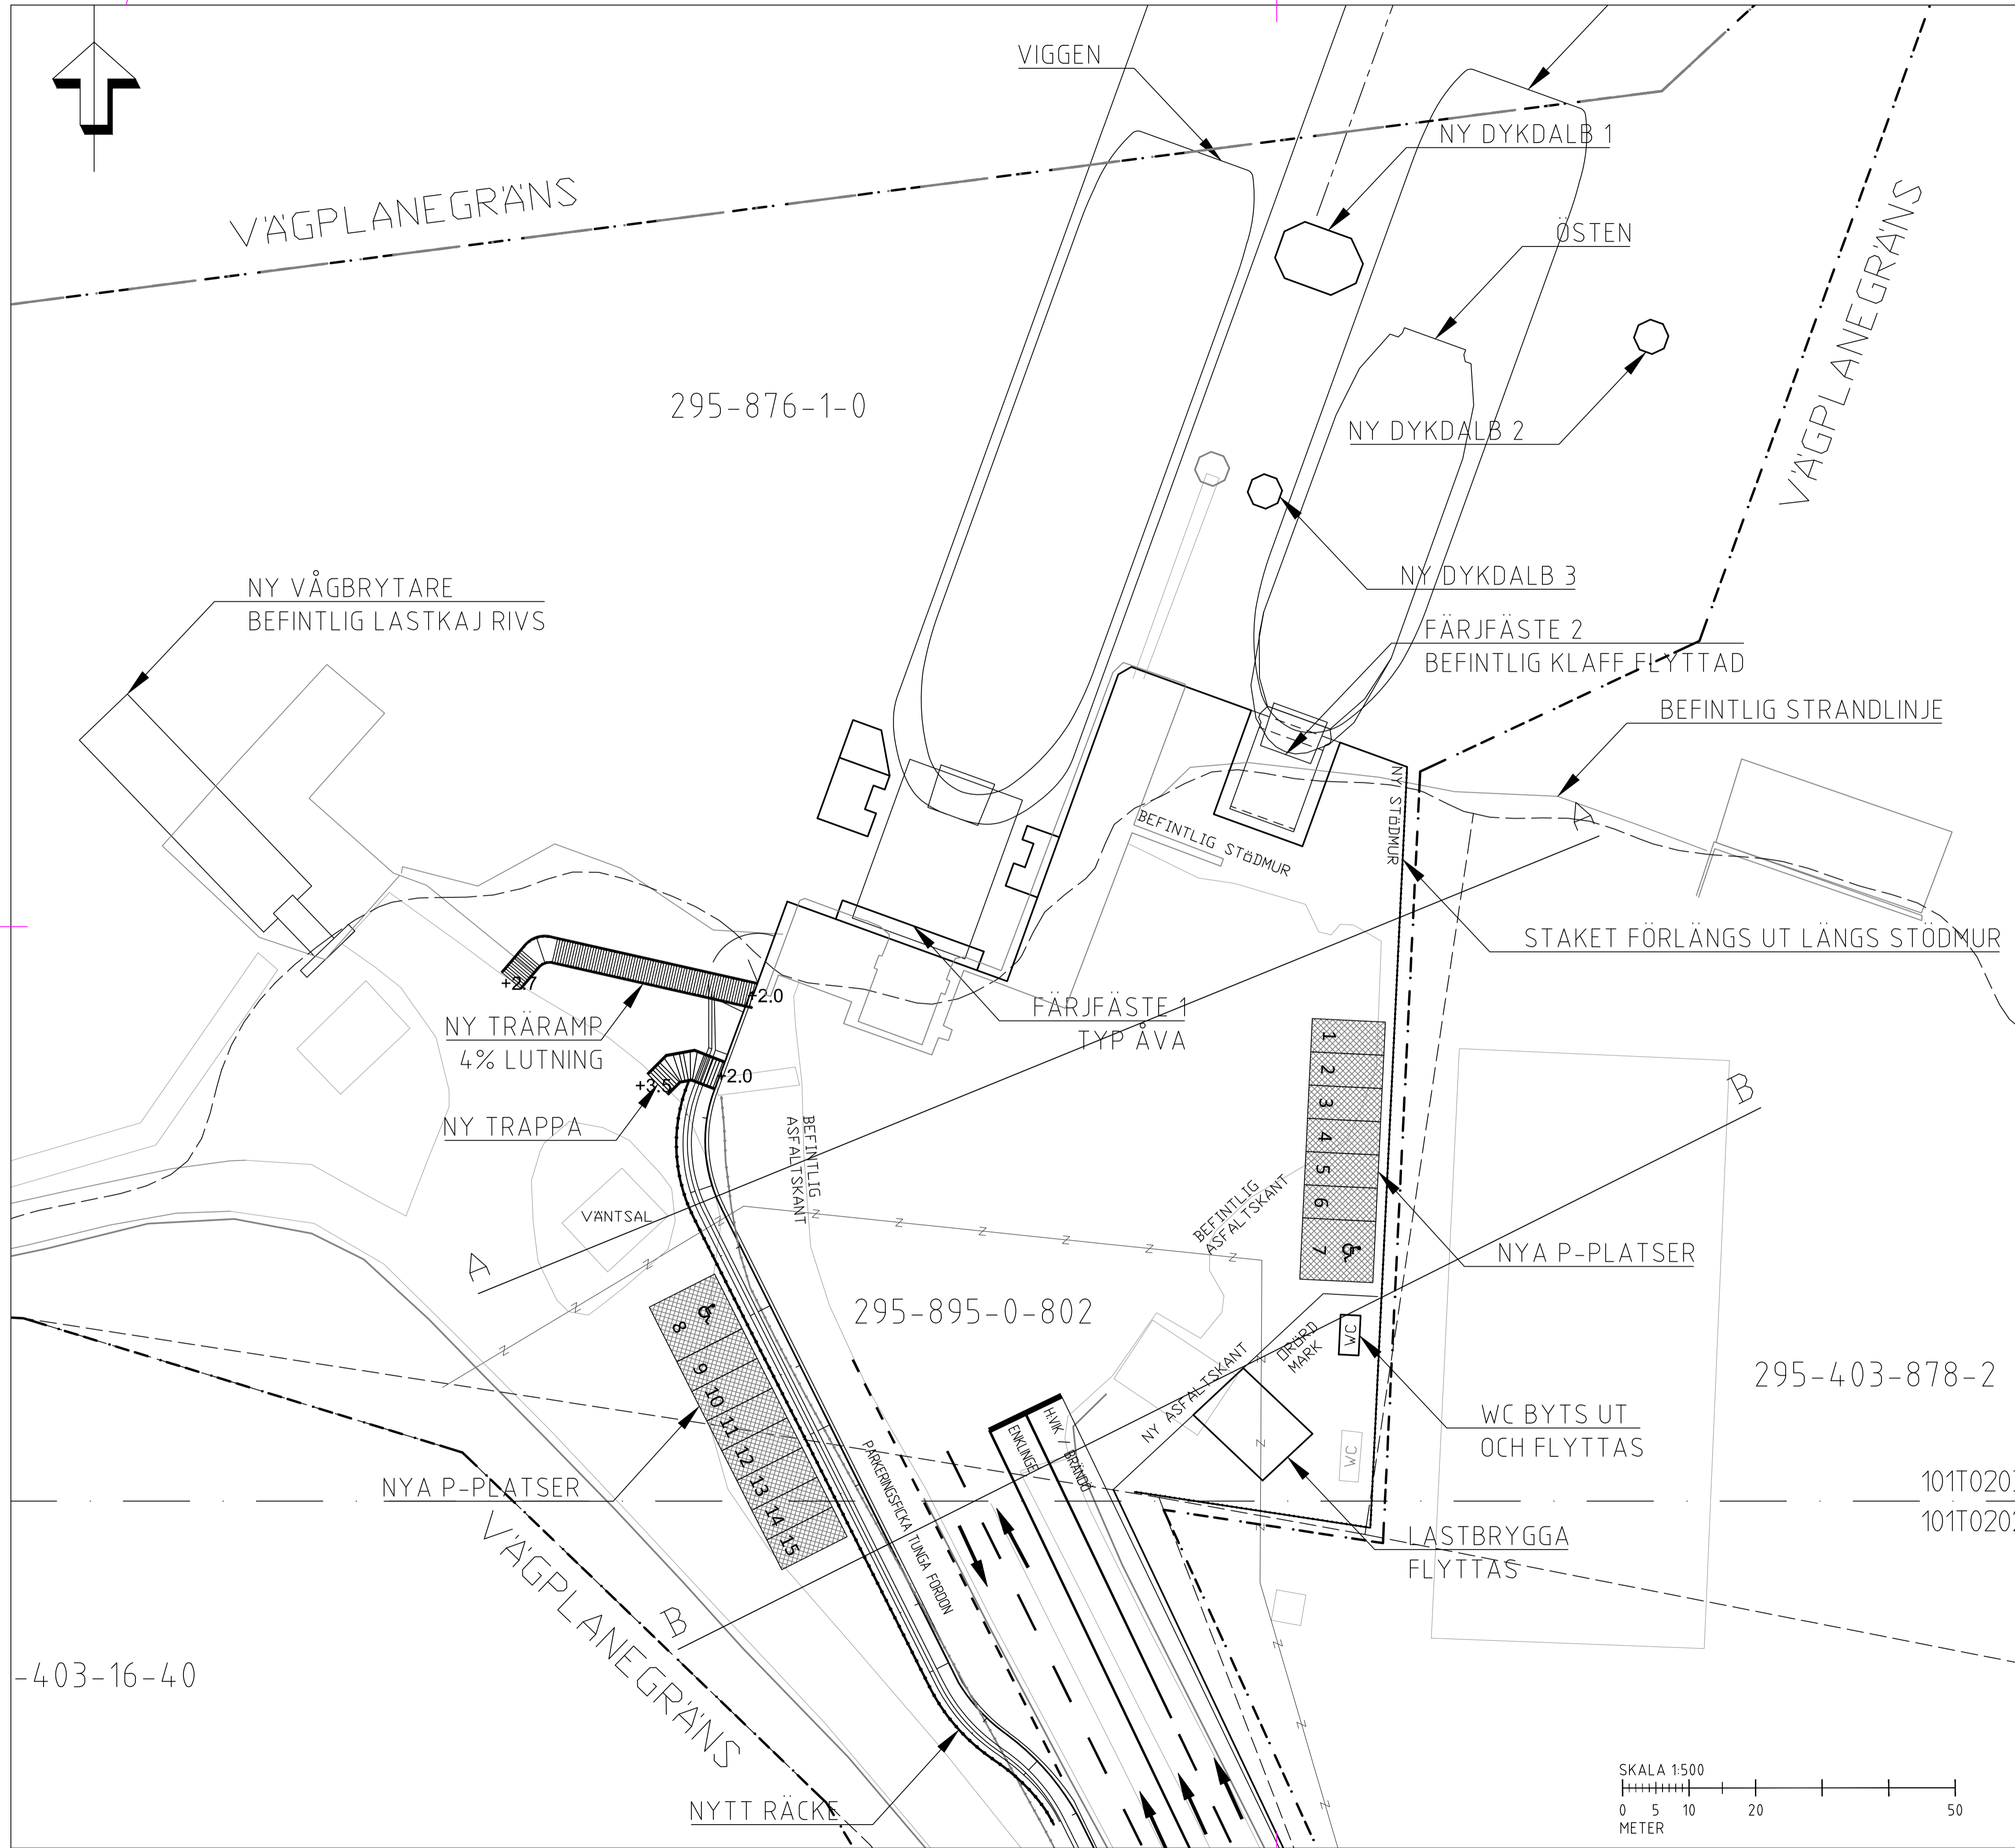 VIGGEN
NY DYKDALB 1
VÄGPLANEGRÄNS
ÖSTEN
VÄGPLANEGRÄNS
295-876-1-0
NY DYKDALB 2
NY DYKDALB 3
NY VÅGBRYTARE
BEFINTLIG LASTKAJ RIVS
FÄRJFÄSTE 2
BEFINTLIG KLAFF FLYTTAD
BEFINTLIG STRANDLINJE
NY STÖDMUR
BEFINTLIG STÖDMUR
A
STAKET FÖRLÄNGS UT LÄNGS STÖDMUR
+2.7
+2.0
FÄRJFÄSTE 1
TYP ÅVA
NY TRÄRAMP
4% LUTNING
+3.5
+2.0
NY TRAPPA
BEFINTLIG
ASFALTSKANT
1
2
3
4
5
6
7
B
VÄNTSAL
BEFINTLIG
ASFALTSKANT
NYA P-PLATSER
A
Z
Z
Z
Z
Z
Z
Z
Z
Z
Z
295-895-0-802
8
9
10
11
12
13
14
15
ORÖRD
MARK
WC
NY ASFALTSKANT
295-403-878-2
WC BYTS UT
OCH FLYTTAS
WC
H.VIK / BRÄNDÖ
ENKLINGE
PARKERINGSFICKA TUNGA FORDON
NYA P-PLATSER
Z
Z
Z
101T020
101T020
LASTBRYGGA
FLYTTAS
VÄGPLANEGRÄNS
B
Z
Z
Z
-403-16-40
NYTT RÄCKE
SKALA 1:500
0 5 10 20 50
METER